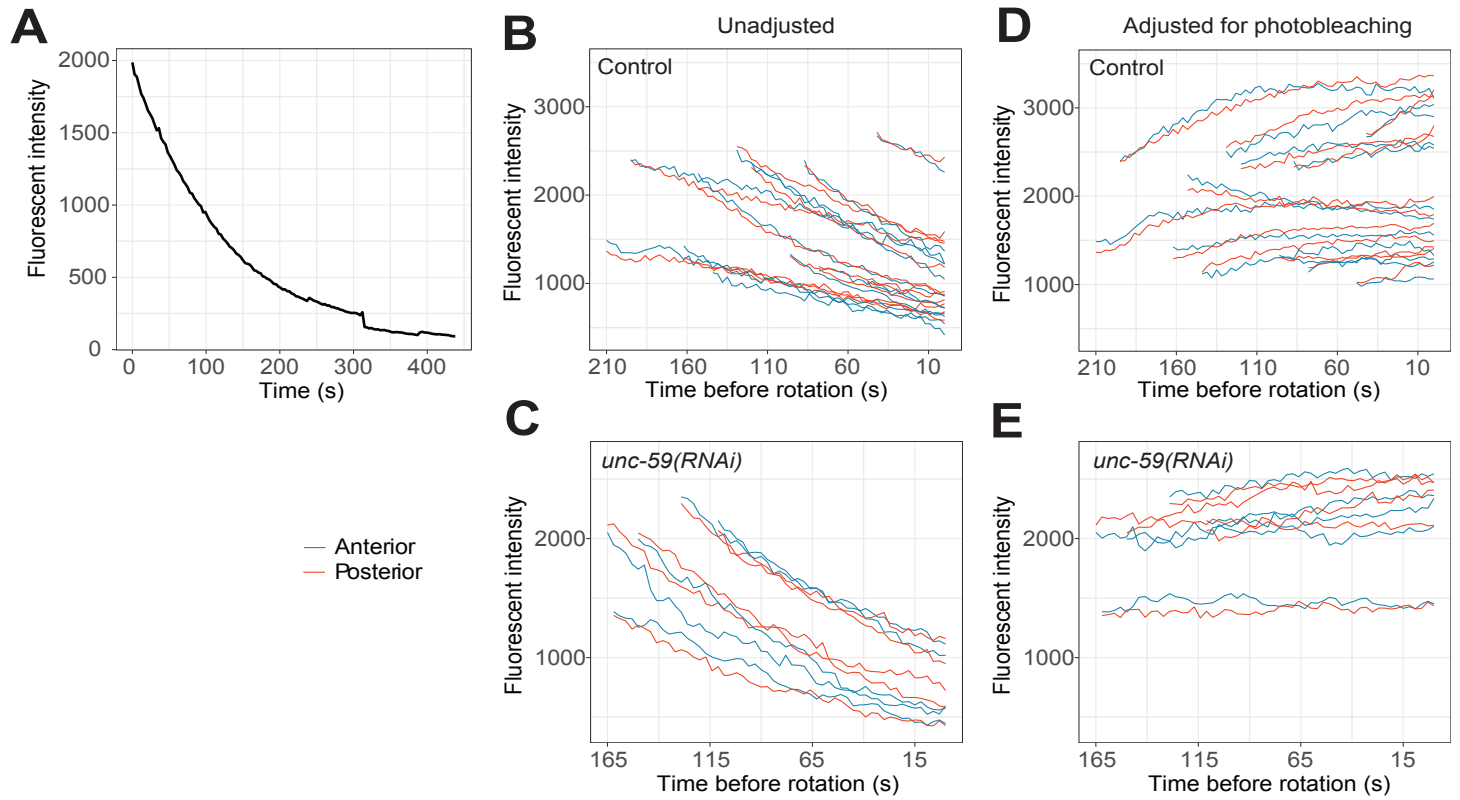 A
Fluorescent intensity
2000
1500
1000
500
0
0 100 200 300 400
Time (s)
B
Unadjusted
Control
Fluorescent intensity
3000
2000
1000
210 160 110 60 10
Time before rotation (s)
D
Adjusted for photobleaching
Control
Fluorescent intensity
3000
2000
1000
210 160 110 60 10
Time before rotation (s)
Anterior
Posterior
C
unc-59(RNAi)
Fluorescent intensity
2000
1000
165 115 65 15
Time before rotation (s)
E
unc-59(RNAi)
Fluorescent intensity
2000
1000
165 115 65 15
Time before rotation (s)